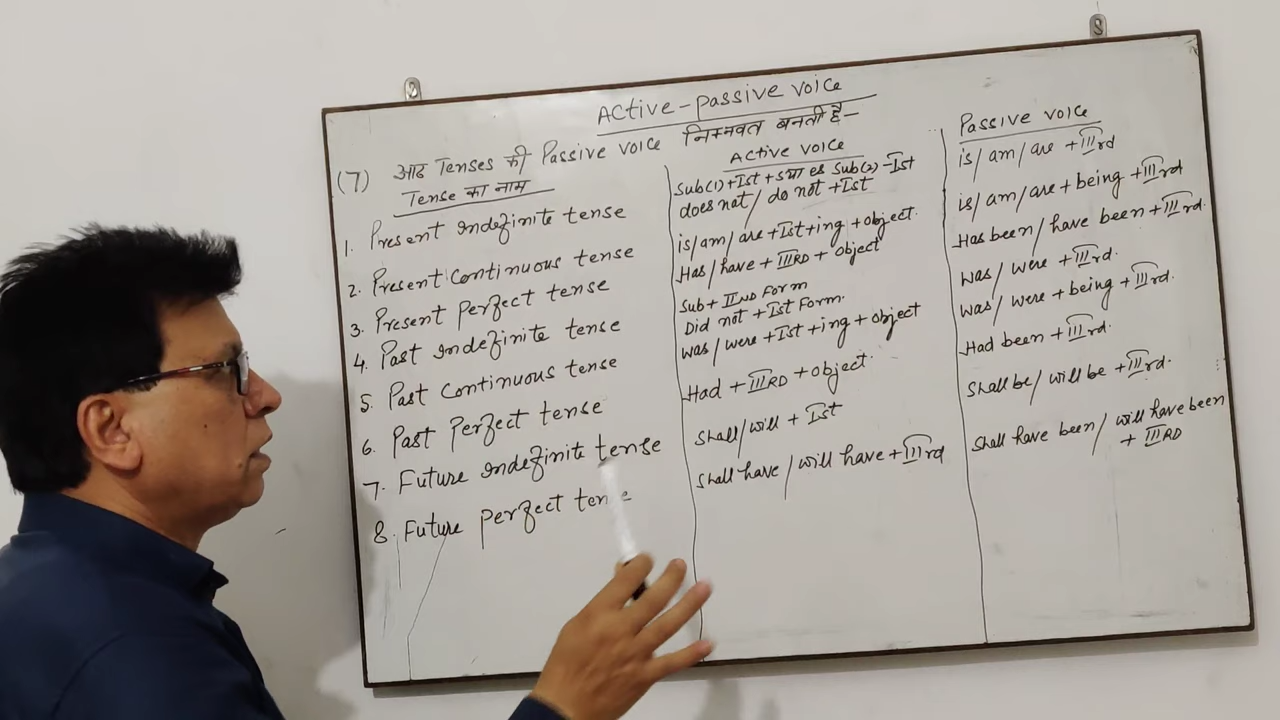 Active-Passive Voice
(7) आठ Tenses की Passive Voice निम्नवत बनती है-
Tense का नाम
Active Voice
Passive Voice
1. Present Indefinite tense
Sub(1)+Ist+s या es Sub(2)-Ist
does not/ do not +Ist
is/am/are +IIIrd
2. Present Continuous tense
is/am/are +Ist+ing+object.
is/am/are+being+IIIrd
3. Present Perfect tense
Has/have + IIIRD + object
Has been/have been+IIIrd.
4. Past Indefinite tense
Sub+ IIND Form
Did not +Ist Form.
was/were +IIIrd.
5. Past Continuous tense
was/were +Ist+ing+object
was/were+being+IIIrd.
6. Past Perfect tense
Had +IIIRD +object.
Had been +IIIrd.
7. Future Indefinite tense
Shall/will + Ist
Shall be/will be +IIIrd.
8. Future Perfect tense
Shall have/will have+IIIrd
Shall have been/will have been
+ IIIRD